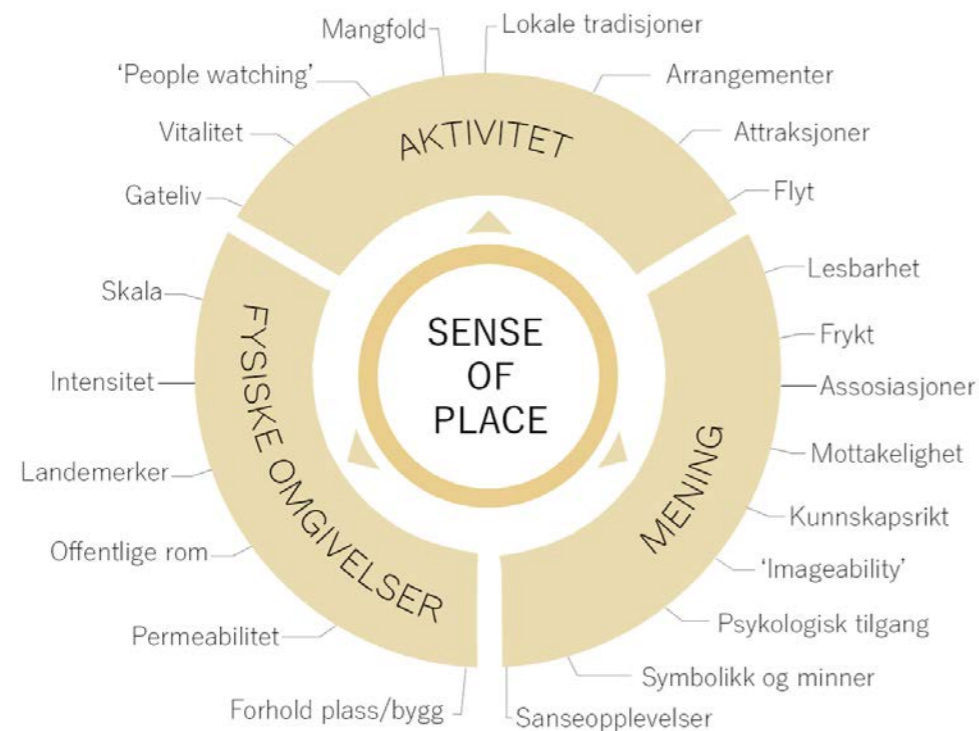 Mangfold
Lokale tradisjoner
'People watching'
Arrangementer
Vitalitet
Attraksjoner
Gateliv
Flyt
AKTIVITET
Skala
Intensitet
Landemerker
Offentlige rom
Permeabilitet
Forhold plass/bygg
FYSISKE OMGIVELSER
SENSE
OF
PLACE
MENING
Lesbarhet
Frykt
Assosiasjoner
Mottakelighet
Kunnskapsrikt
'Imageability'
Psykologisk tilgang
Symbolikk og minner
Sanseopplevelser